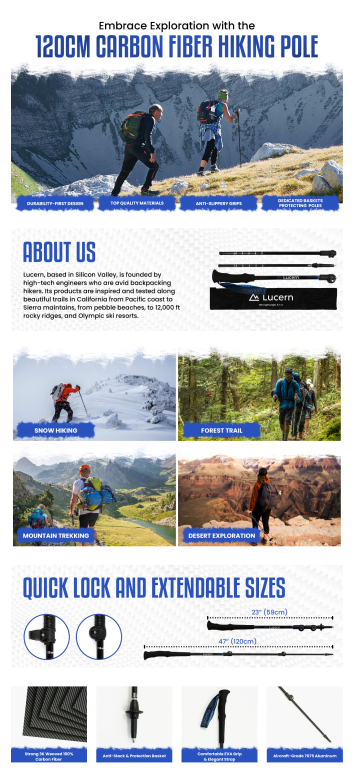 Embrace Exploration with the
120CM CARBON FIBER HIKING POLE
DURABILITY-FIRST DESIGN
TOP QUALITY MATERIALS
ANTI-SLIPPERY GRIPS
DEDICATED BASKETS
PROTECTING POLES
ABOUT US
Lucern, based in Silicon Valley, is founded by
high-tech engineers who are avid backpacking
hikers. Its products are inspired and tested along
beautiful trails in California from Pacific coast to
Sierra maintains, from pebble beaches, to 12,000 ft
rocky ridges, and Olympic ski resorts.
LUCERN
Lucern
SNOW HIKING
FOREST TRAIL
MOUNTAIN TREKKING
DESERT EXPLORATION
QUICK LOCK AND EXTENDABLE SIZES
23" (59cm)
47" (120cm)
Strong 3K Weaved 100%
Carbon Fiber
Anti-Shock & Protection Basket
Comfortable EVA Grip
& Elegant Strap
Aircraft-Grade 7075 Aluminum